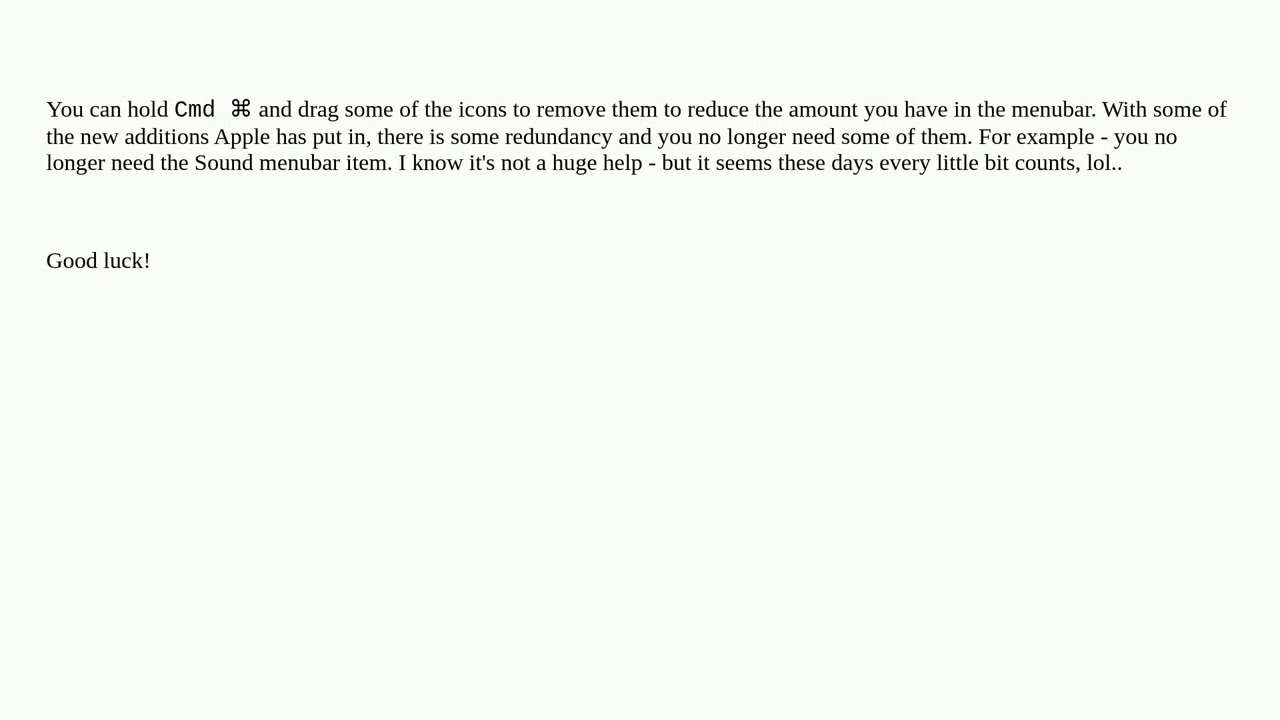 You can hold Cmd ⌘ and drag some of the icons to remove them to reduce the amount you have in the menubar. With some of
the new additions Apple has put in, there is some redundancy and you no longer need some of them. For example - you no
longer need the Sound menubar item. I know it's not a huge help - but it seems these days every little bit counts, lol..
Good luck!